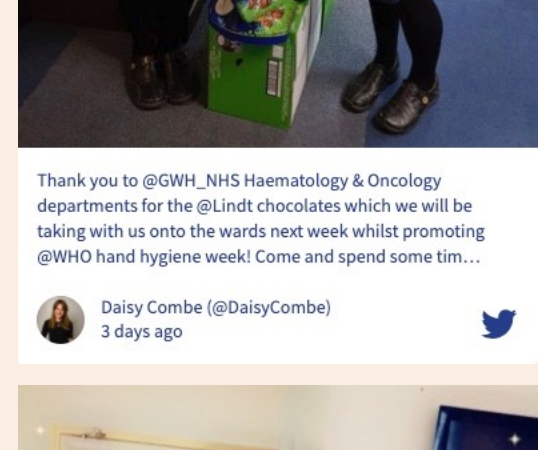 Thank you to @GWH_NHS Haematology & Oncology
departments for the @Lindt chocolates which we will be
taking with us onto the wards next week whilst promoting
@WHO hand hygiene week! Come and spend some tim…
Daisy Combe (@DaisyCombe)
3 days ago